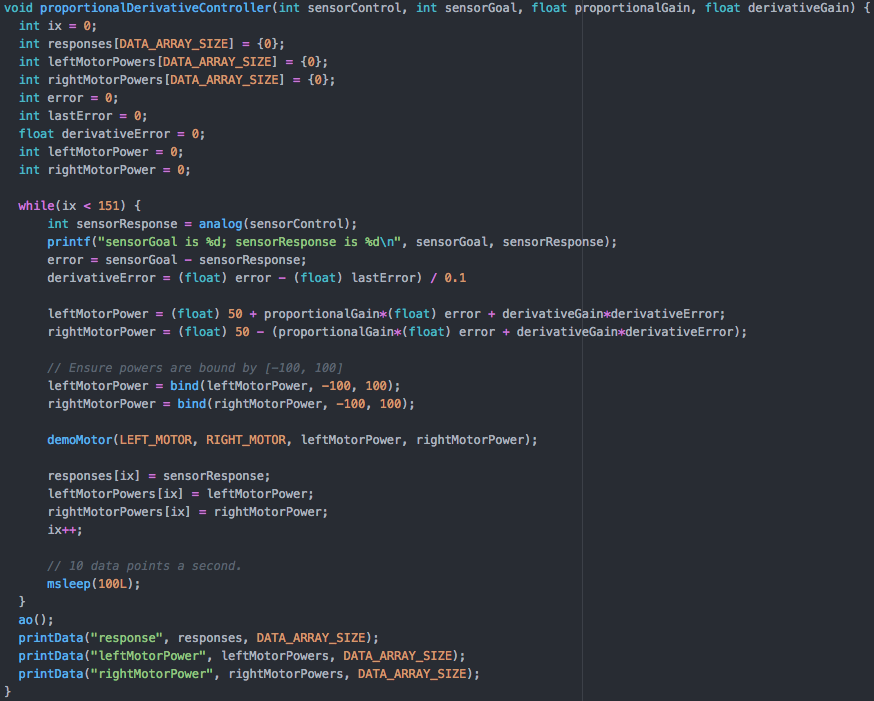 void proportionalDerivativeController(int sensorControl, int sensorGoal, float proportionalGain, float derivativeGain) {
  int ix = 0;
  int responses[DATA_ARRAY_SIZE] = {0};
  int leftMotorPowers[DATA_ARRAY_SIZE] = {0};
  int rightMotorPowers[DATA_ARRAY_SIZE] = {0};
  int error = 0;
  int lastError = 0;
  float derivativeError = 0;
  int leftMotorPower = 0;
  int rightMotorPower = 0;

  while(ix < 151) {
      int sensorResponse = analog(sensorControl);
      printf("sensorGoal is %d; sensorResponse is %d\n", sensorGoal, sensorResponse);
      error = sensorGoal - sensorResponse;
      derivativeError = (float) error - (float) lastError) / 0.1

      leftMotorPower = (float) 50 + proportionalGain*(float) error + derivativeGain*derivativeError;
      rightMotorPower = (float) 50 - (proportionalGain*(float) error + derivativeGain*derivativeError);

      // Ensure powers are bound by [-100, 100]
      leftMotorPower = bind(leftMotorPower, -100, 100);
      rightMotorPower = bind(rightMotorPower, -100, 100);

      demoMotor(LEFT_MOTOR, RIGHT_MOTOR, leftMotorPower, rightMotorPower);

      responses[ix] = sensorResponse;
      leftMotorPowers[ix] = leftMotorPower;
      rightMotorPowers[ix] = rightMotorPower;
      ix++;

      // 10 data points a second.
      msleep(100L);
  }
  ao();
  printData("response", responses, DATA_ARRAY_SIZE);
  printData("leftMotorPower", leftMotorPowers, DATA_ARRAY_SIZE);
  printData("rightMotorPower", rightMotorPowers, DATA_ARRAY_SIZE);
}